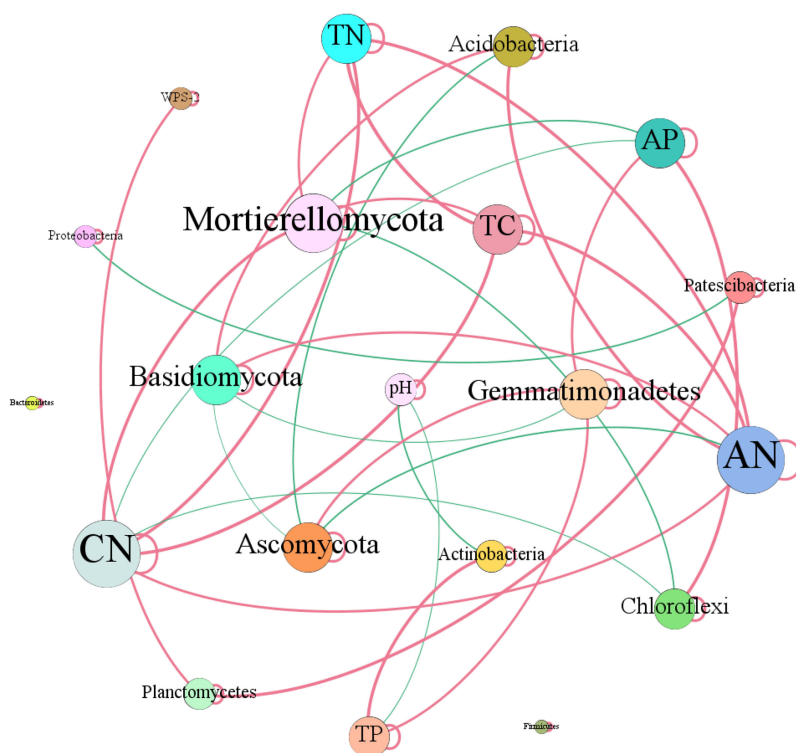 TN
Acidobacteria
WPS-2
AP
Mortierellomycota
TC
Proteobacteria
Patescibacteria
Basidiomycota
pH
Gemmatimonadetes
Bacteroidetes
AN
CN
Ascomycota
Actinobacteria
Chloroflexi
Planctomycetes
TP
Firmicutes